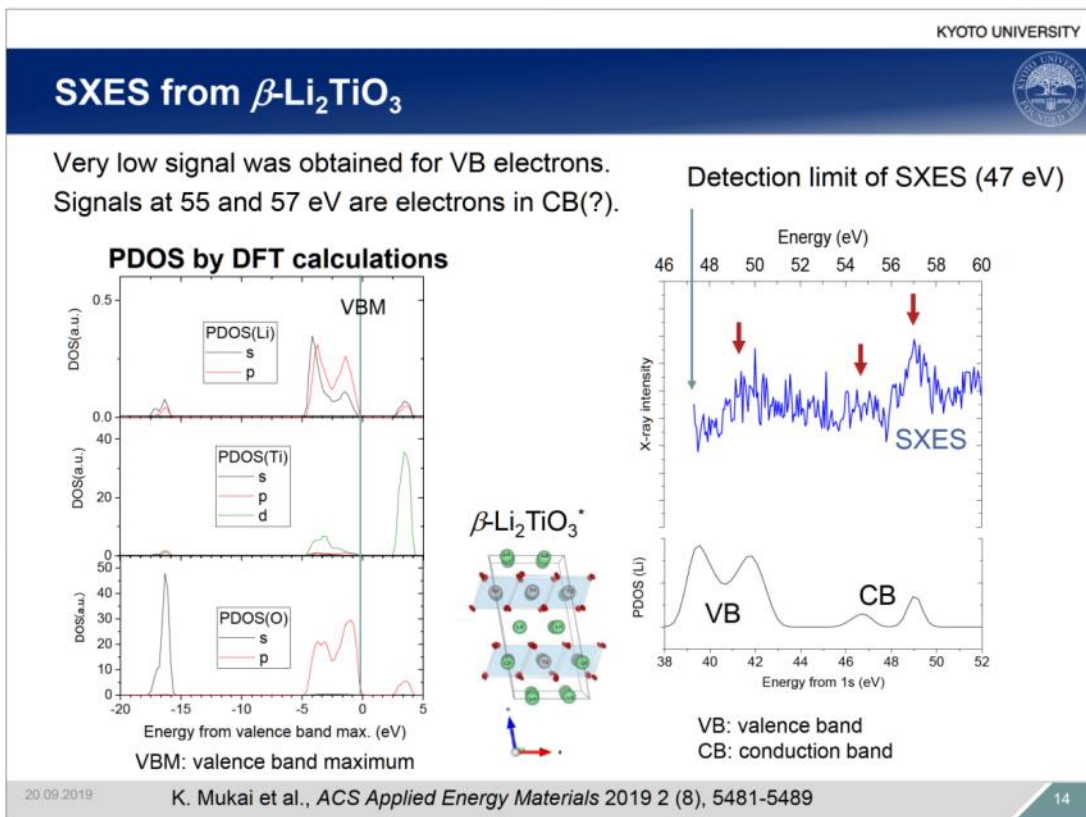 KYOTO UNIVERSITY
SXES from β-Li₂TiO₃
Very low signal was obtained for VB electrons.
Signals at 55 and 57 eV are electrons in CB(?).
Detection limit of SXES (47 eV)
PDOS by DFT calculations
VBM
DOS(a.u.)
0.5
0.0
PDOS(Li)
s
p
DOS(a.u.)
40
20
0
PDOS(Ti)
s
p
d
DOS(a.u.)
50
40
30
20
10
0
PDOS(O)
s
p
-20 -15 -10 -5 0 5
Energy from valence band max. (eV)
VBM: valence band maximum
β-Li₂TiO₃*
Energy (eV)
46 48 50 52 54 56 58 60
X-ray intensity
SXES
PDOS (Li)
VB
CB
38 40 42 44 46 48 50 52
Energy from 1s (eV)
VB: valence band
CB: conduction band
20.09.2019
K. Mukai et al., ACS Applied Energy Materials 2019 2 (8), 5481-5489
14